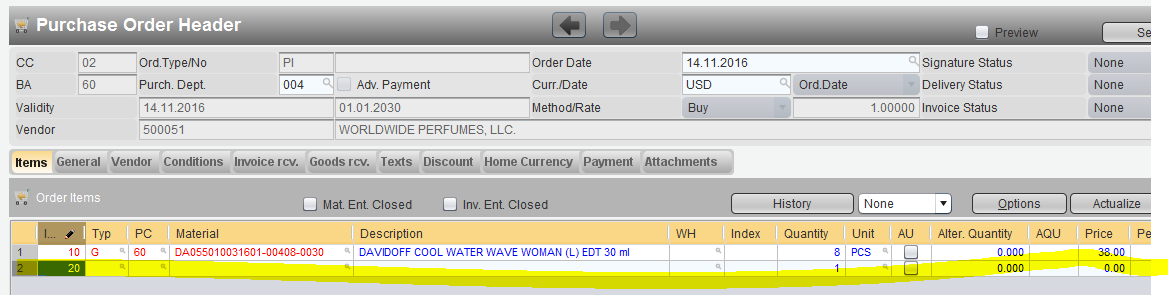 Purchase Order Header
Preview
Se
CC 02 Ord.Type/No PI Order Date 14.11.2016 Signature Status None
BA 60 Purch. Dept. 004 Adv. Payment Curr./Date USD Ord.Date Delivery Status None
Validity 14.11.2016 01.01.2030 Method/Rate Buy 1.00000 Invoice Status None
Vendor 500051 WORLDWIDE PERFUMES, LLC.
Items General Vendor Conditions Invoice rcv. Goods rcv. Texts Discount Home Currency Payment Attachments
Order Items Mat. Ent. Closed Inv. Ent. Closed History None Options Actualize
I... Typ PC Material Description WH Index Quantity Unit AU Alter. Quantity AQU Price Pe
1 10 G 60 DA055010031601-00408-0030 DAVIDOFF COOL WATER WAVE WOMAN (L) EDT 30 ml 8 PCS 0.000 38.00
2 20 1 0.000 0.00